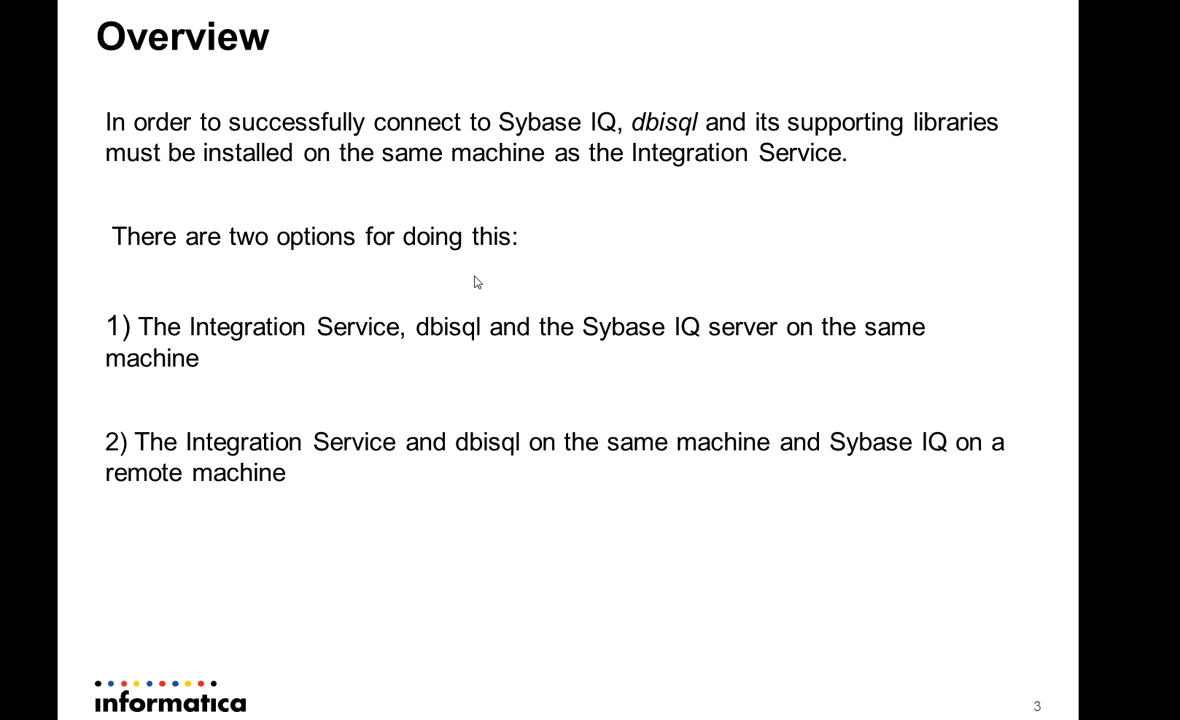 Overview
In order to successfully connect to Sybase IQ, dbisql and its supporting libraries
must be installed on the same machine as the Integration Service.
There are two options for doing this:
1) The Integration Service, dbisql and the Sybase IQ server on the same
machine
2) The Integration Service and dbisql on the same machine and Sybase IQ on a
remote machine
informatica
3